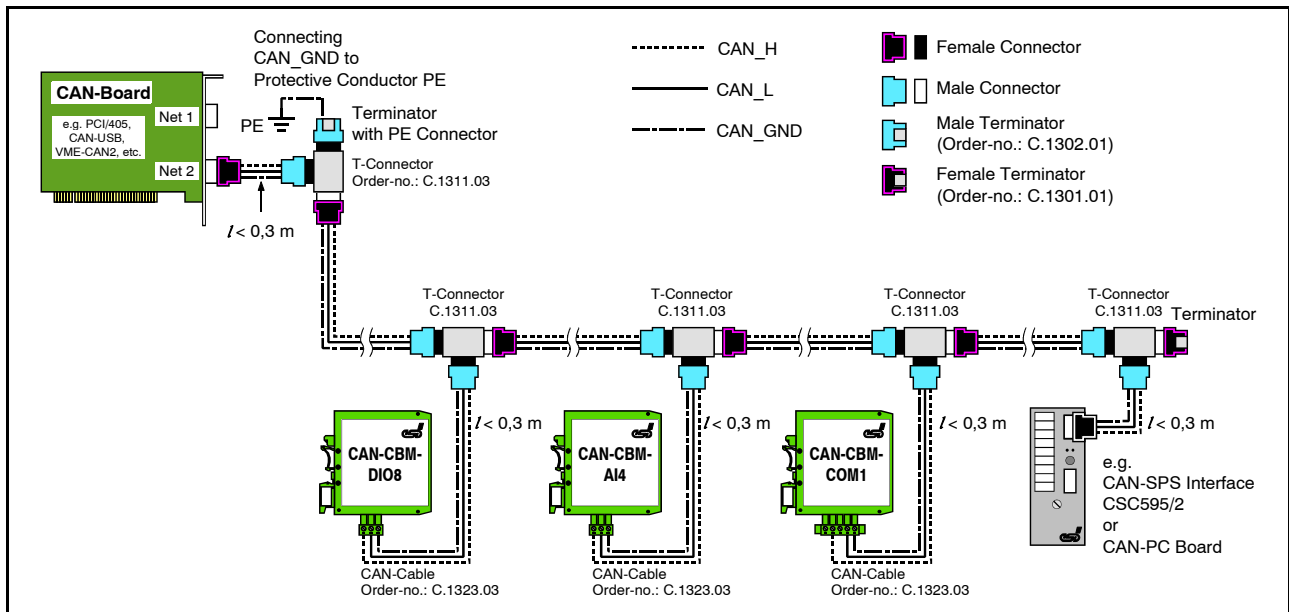 Connecting
CAN_GND to
Protective Conductor PE
CAN-Board
e.g. PCI/405,
CAN-USB,
VME-CAN2, etc.
Net 1
Net 2
PE
Terminator
with PE Connector
T-Connector
Order-no.: C.1311.03
l < 0,3 m
CAN_H
CAN_L
CAN_GND
Female Connector
Male Connector
Male Terminator
(Order-no.: C.1302.01)
Female Terminator
(Order-no.: C.1301.01)
T-Connector
C.1311.03
T-Connector
C.1311.03
T-Connector
C.1311.03
T-Connector
C.1311.03
Terminator
CAN-CBM-
DIO8
l < 0,3 m
CAN-Cable
Order-no.: C.1323.03
CAN-CBM-
AI4
l < 0,3 m
CAN-Cable
Order-no.: C.1323.03
CAN-CBM-
COM1
l < 0,3 m
CAN-Cable
Order-no.: C.1323.03
l < 0,3 m
e.g.
CAN-SPS Interface
CSC595/2
or
CAN-PC Board